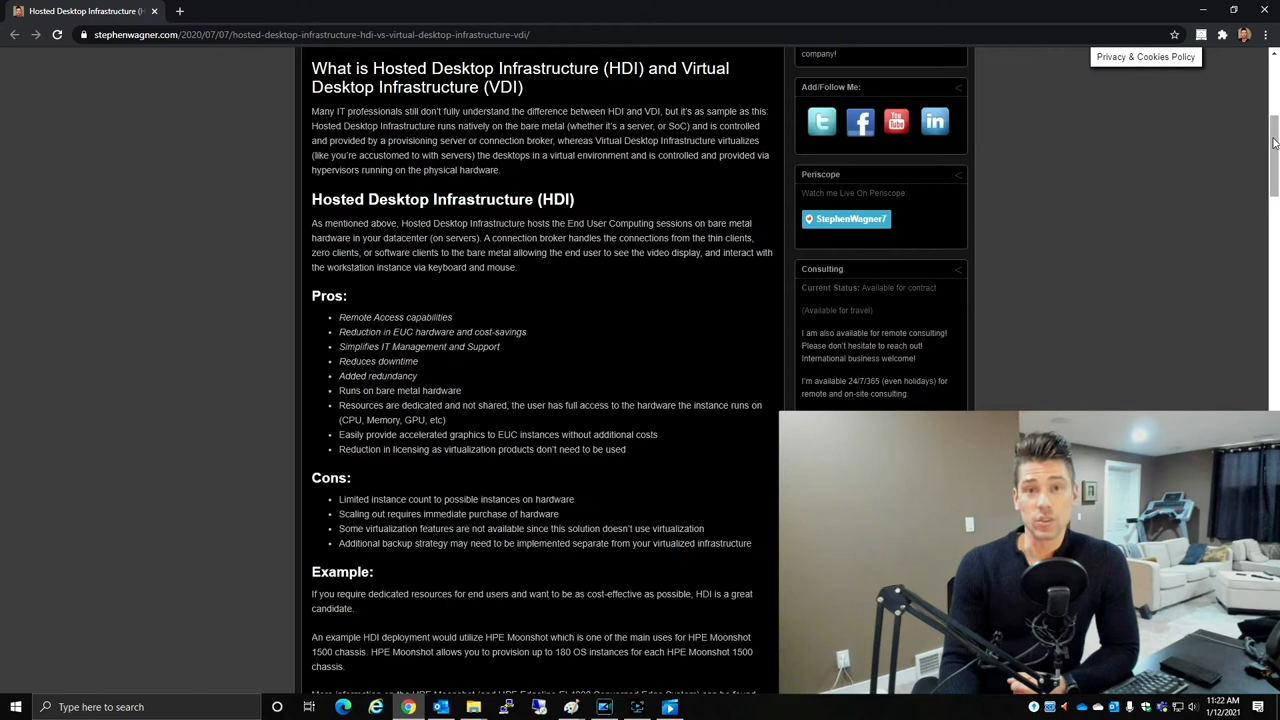 Hosted Desktop Infrastructure (HD
stephenwagner.com/2020/07/07/hosted-desktop-infrastructure-hdi-vs-virtual-desktop-infrastructure-vdi/
What is Hosted Desktop Infrastructure (HDI) and Virtual
Desktop Infrastructure (VDI)
Many IT professionals still don't fully understand the difference between HDI and VDI, but it's as sample as this:
Hosted Desktop Infrastructure runs natively on the bare metal (whether it's a server, or SoC) and is controlled
and provided by a provisioning server or connection broker, whereas Virtual Desktop Infrastructure virtualizes
(like you're accustomed to with servers) the desktops in a virtual environment and is controlled and provided via
hypervisors running on the physical hardware.
Hosted Desktop Infrastructure (HDI)
As mentioned above, Hosted Desktop Infrastructure hosts the End User Computing sessions on bare metal
hardware in your datacenter (on servers). A connection broker handles the connections from the thin clients,
zero clients, or software clients to the bare metal allowing the end user to see the video display, and interact with
the workstation instance via keyboard and mouse.
Pros:
• Remote Access capabilities
• Reduction in EUC hardware and cost-savings
• Simplifies IT Management and Support
• Reduces downtime
• Added redundancy
• Runs on bare metal hardware
• Resources are dedicated and not shared, the user has full access to the hardware the instance runs on
(CPU, Memory, GPU, etc)
• Easily provide accelerated graphics to EUC instances without additional costs
• Reduction in licensing as virtualization products don't need to be used
Cons:
• Limited instance count to possible instances on hardware
• Scaling out requires immediate purchase of hardware
• Some virtualization features are not available since this solution doesn't use virtualization
• Additional backup strategy may need to be implemented separate from your virtualized infrastructure
Example:
If you require dedicated resources for end users and want to be as cost-effective as possible, HDI is a great
candidate.
An example HDI deployment would utilize HPE Moonshot which is one of the main uses for HPE Moonshot
1500 chassis. HPE Moonshot allows you to provision up to 180 OS instances for each HPE Moonshot 1500
chassis.
More information on the HPE Moonshot (and HPE Edgeline EL4000 Converged Edge System) can be found
company!
Privacy & Cookies Policy
Add/Follow Me:
You
Tube
Periscope
Watch me Live On Periscope:
StephenWagner7
Consulting
Current Status: Available for contract
(Available for travel)
I am also available for remote consulting!
Please don't hesitate to reach out!
International business welcome!
I'm available 24/7/365 (even holidays) for
remote and on-site consulting.
Type here to search
11:22 AM
1/12/2021